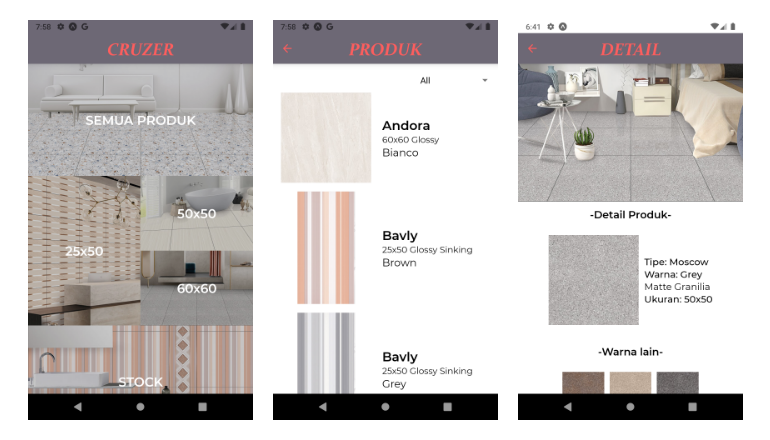 7:58 G
CRUZER
SEMUA PRODUK
25x50
50x50
60x60
STOCK
7:58 G
PRODUK
All
Andora
60x60 Glossy
Bianco
Bavly
25x50 Glossy Sinking
Brown
Bavly
25x50 Glossy Sinking
Grey
6:41
DETAIL
-Detail Produk-
Tipe: Moscow
Warna: Grey
Matte Granilia
Ukuran: 50x50
-Warna lain-